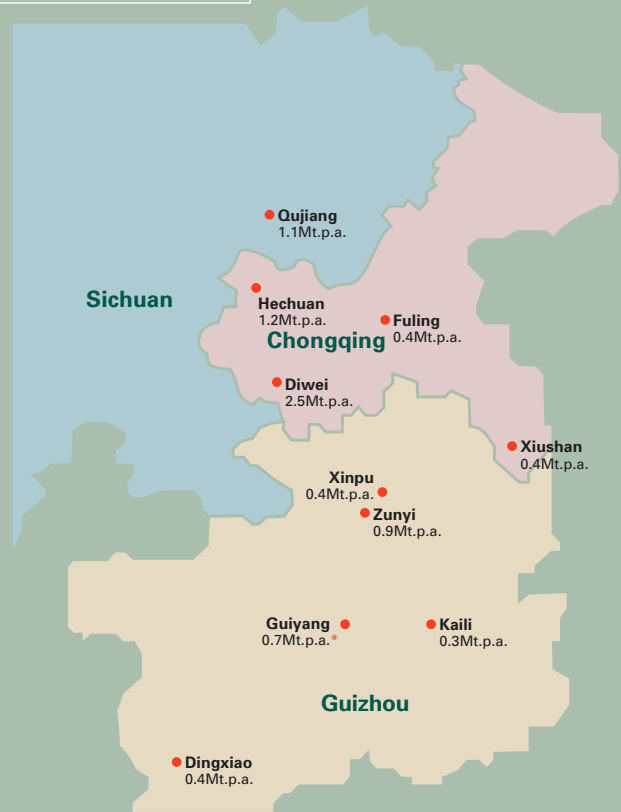 Qujiang
1.1Mt.p.a.
Sichuan
Hechuan
1.2Mt.p.a.
Fuling
0.4Mt.p.a.
Chongqing
Diwei
2.5Mt.p.a.
Xiushan
0.4Mt.p.a.
Xinpu
0.4Mt.p.a.
Zunyi
0.9Mt.p.a.
Guiyang
0.7Mt.p.a.*
Kaili
0.3Mt.p.a.
Guizhou
Dingxiao
0.4Mt.p.a.